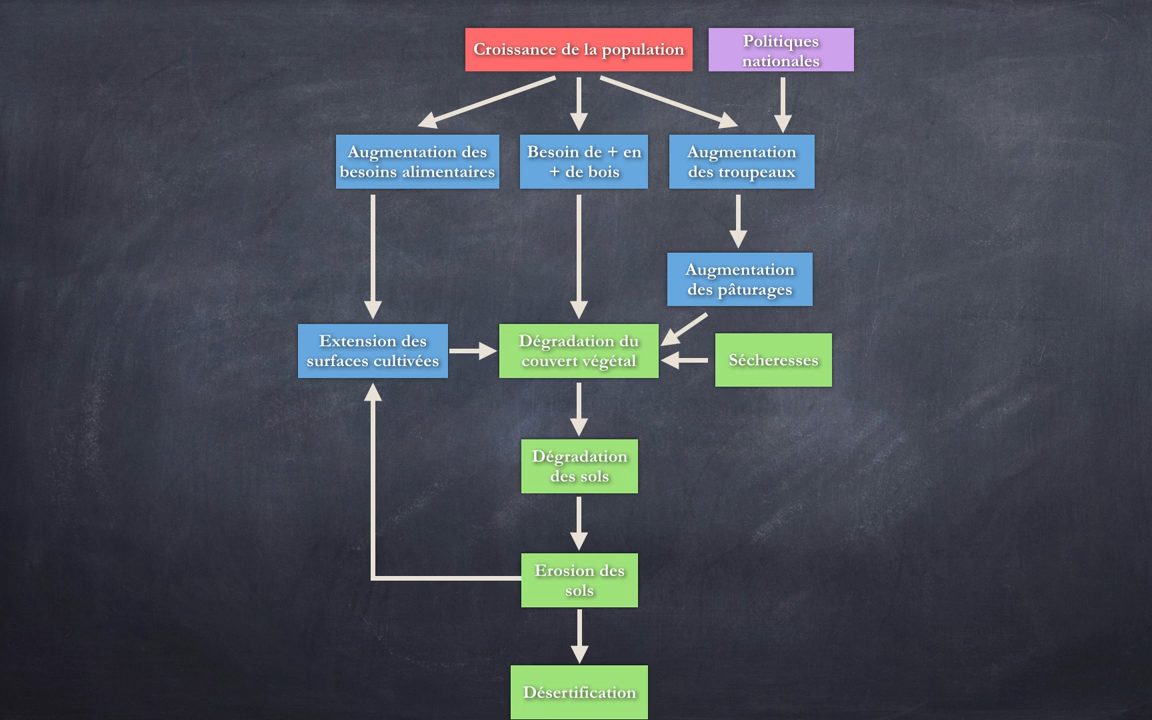 Croissance de la population
Politiques
nationales
Augmentation des
besoins alimentaires
Besoin de + en
+ de bois
Augmentation
des troupeaux
Augmentation
des pâturages
Extension des
surfaces cultivées
Dégradation du
couvert végétal
Sécheresses
Dégradation
des sols
Erosion des
sols
Désertification